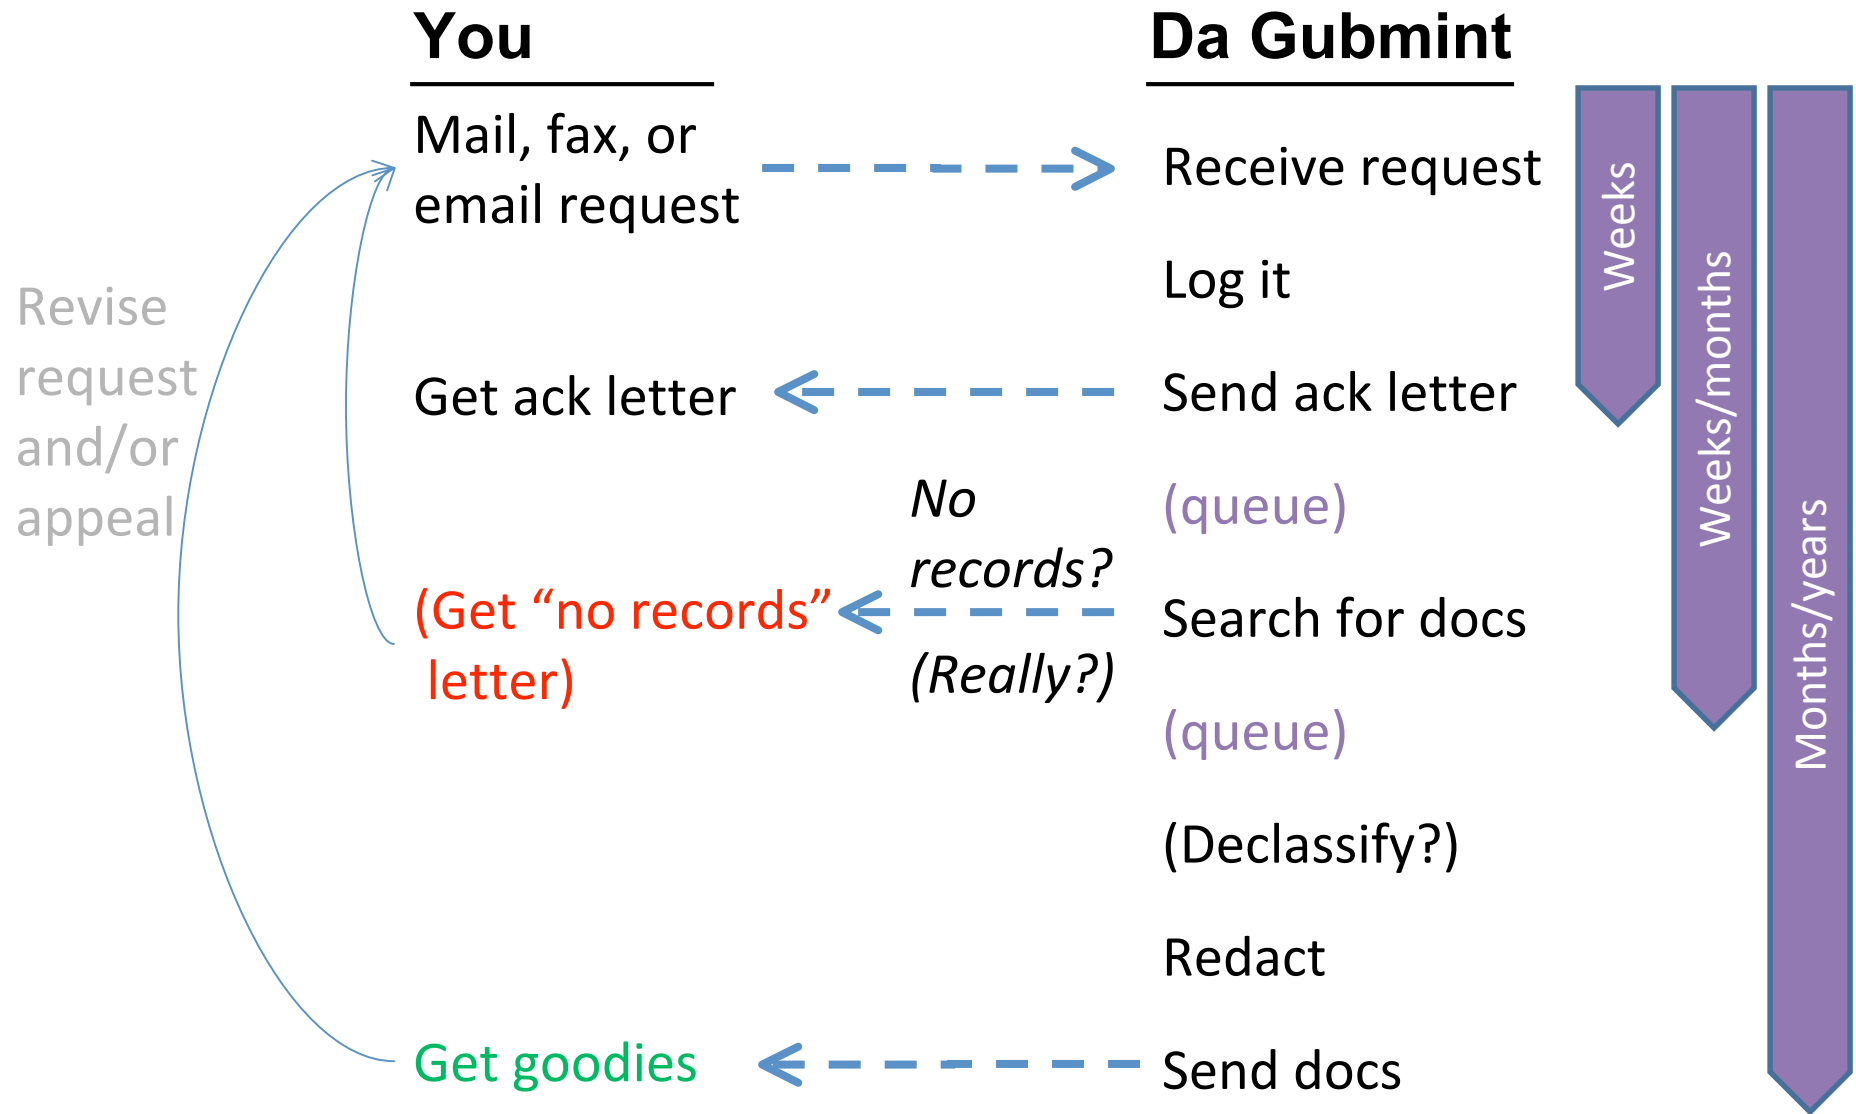 You
Da Gubmint
Mail, fax, or
email request
Receive request
Log it
Get ack letter
Send ack letter
(queue)
No
records?
(Really?)
(Get “no records”
letter)
Search for docs
(queue)
(Declassify?)
Redact
Get goodies
Send docs
Revise
request
and/or
appeal
Weeks
Weeks/months
Months/years